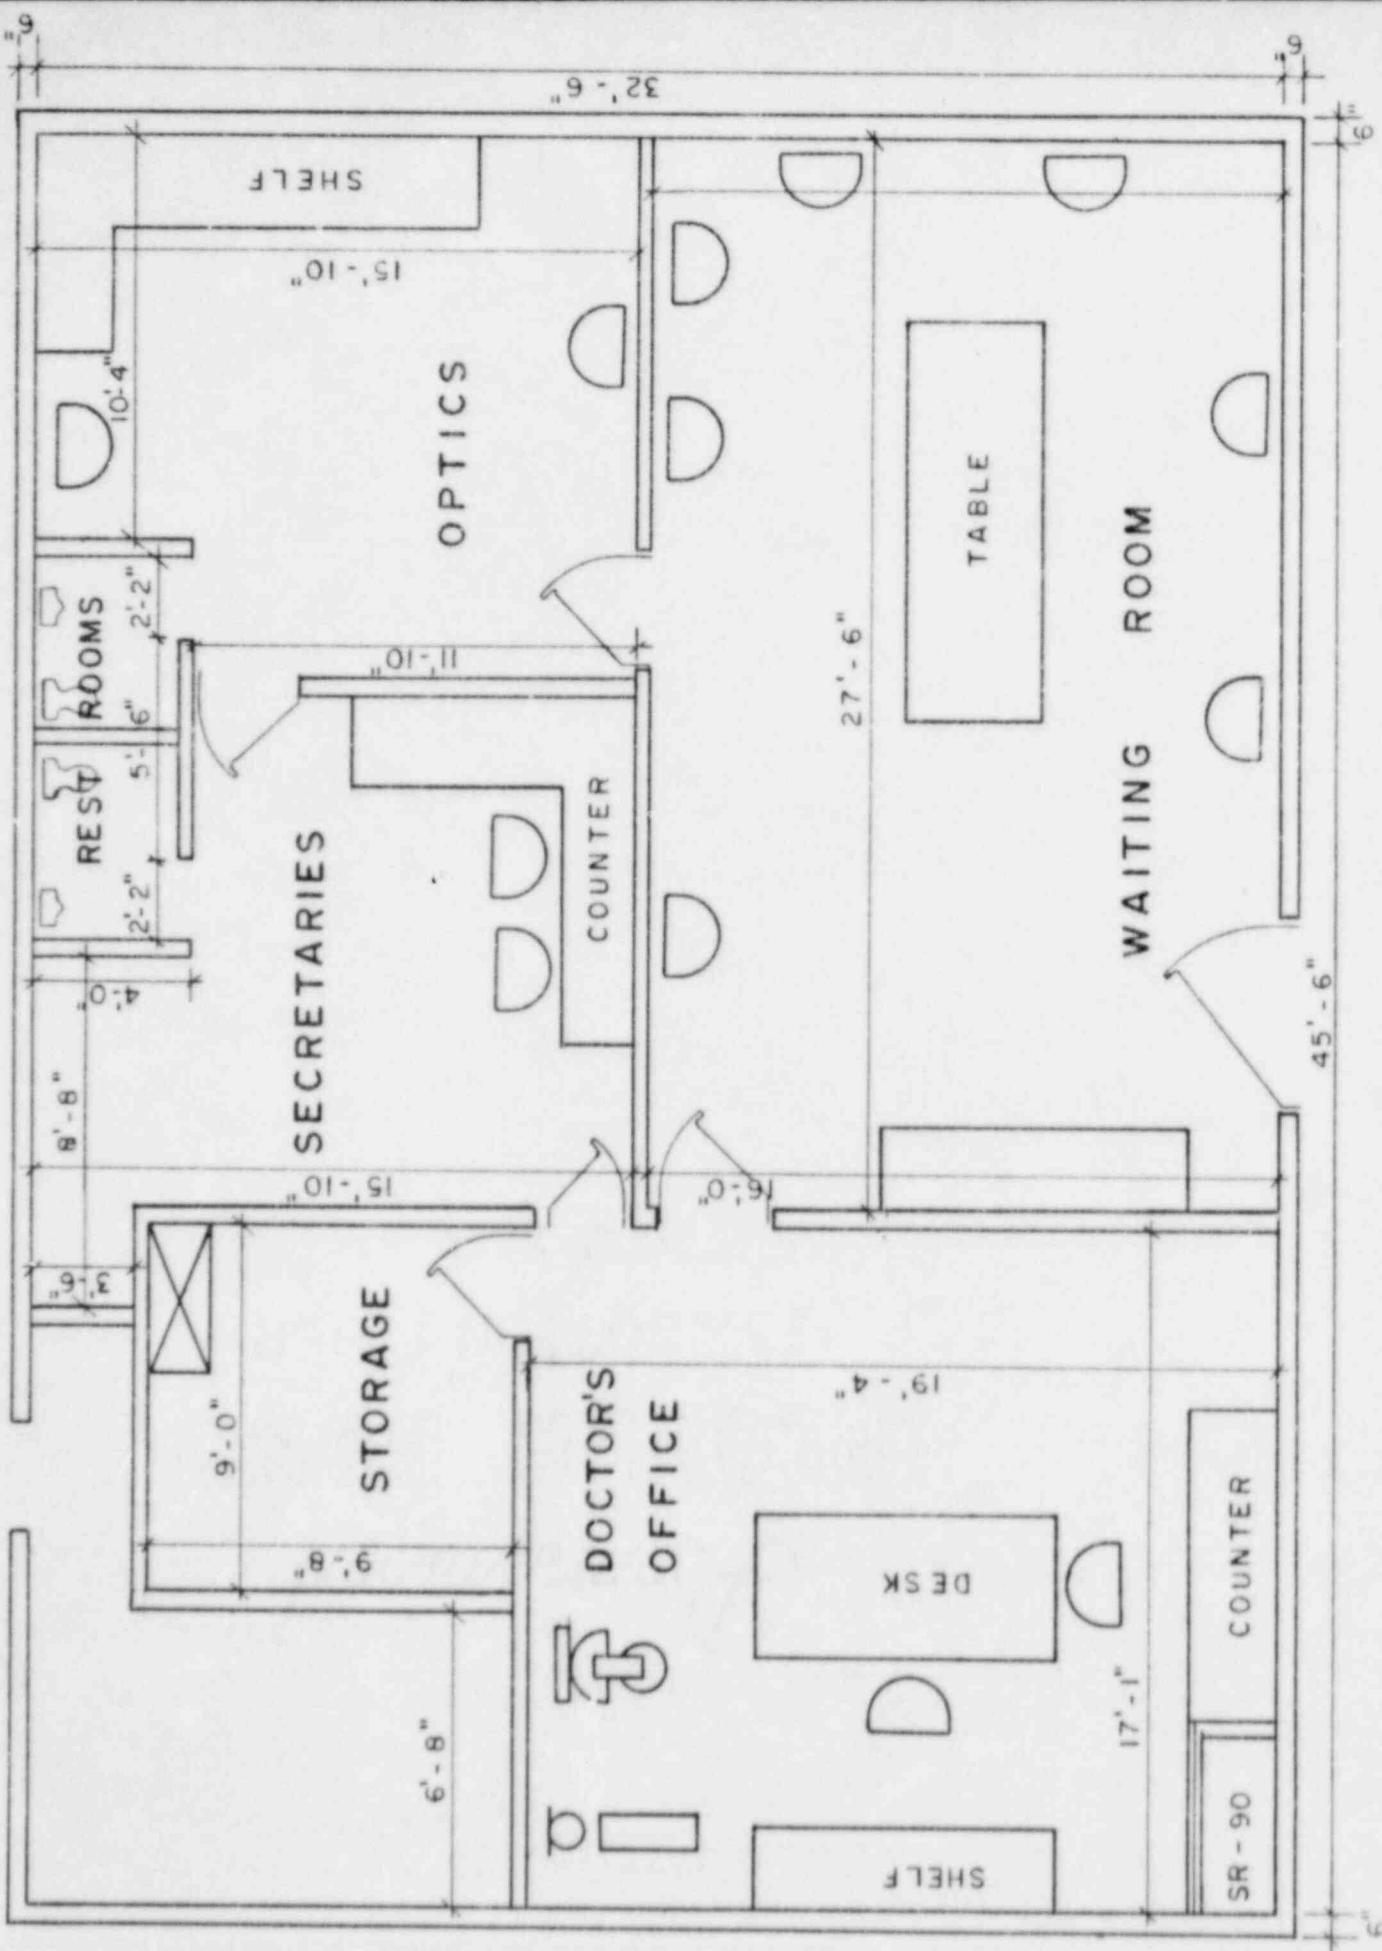 6"
32'-6"
6"
6"
SHELF
15'-10"
10'-4"
OPTICS
2'-2"
REST ROOMS
5'-6"
2'-2"
11'-10"
4'-0"
8'-8"
SECRETARIES
COUNTER
TABLE
27'-6"
WAITING ROOM
45'-6"
15'-10"
16'-0"
3'-6"
STORAGE
9'-0"
9'-8"
6'-8"
DOCTOR'S
OFFICE
19'-4"
DESK
17'-1"
COUNTER
SHELF
SR-90
6"